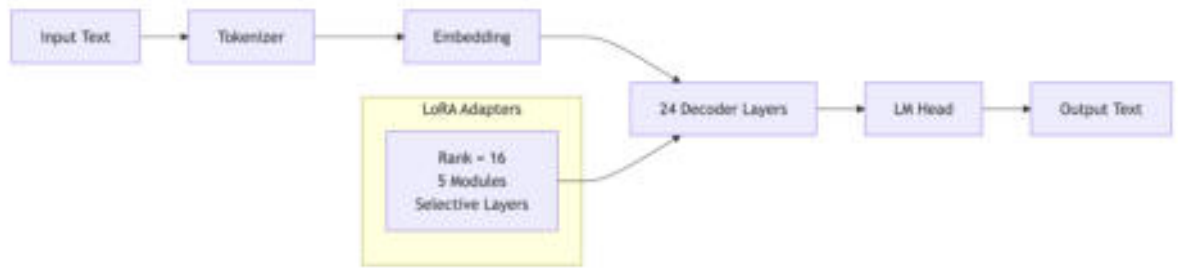 Input Text
Tokenizer
Embedding
LoRA Adapters
Rank = 16
5 Modules
Selective Layers
24 Decoder Layers
LM Head
Output Text